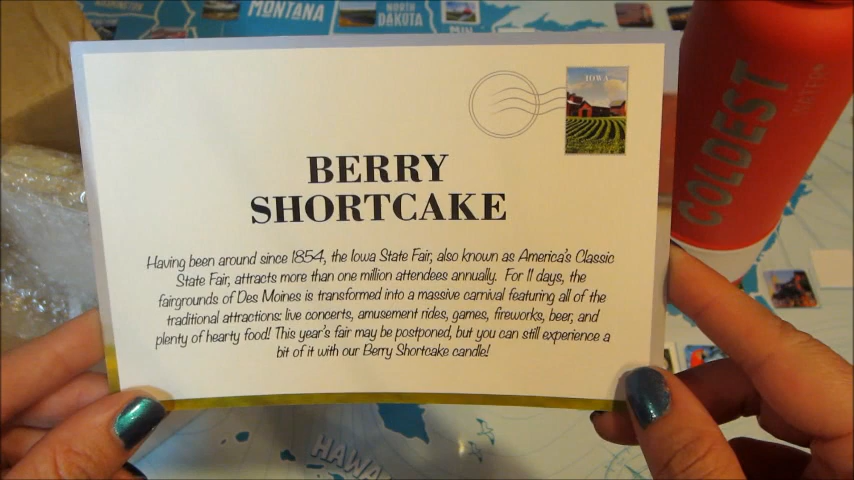 MONTANA
NORTH
DAKOTA
IOWA
BERRY
SHORTCAKE
Having been around since 1854, the Iowa State Fair, also known as America's Classic
State Fair, attracts more than one million attendees annually. For 11 days, the
fairgrounds of Des Moines is transformed into a massive carnival featuring all of the
traditional attractions: live concerts, amusement rides, games, fireworks, beer, and
plenty of hearty food! This year's fair may be postponed, but you can still experience a
bit of it with our Berry Shortcake candle!
COLDEST
WATER
HAWA